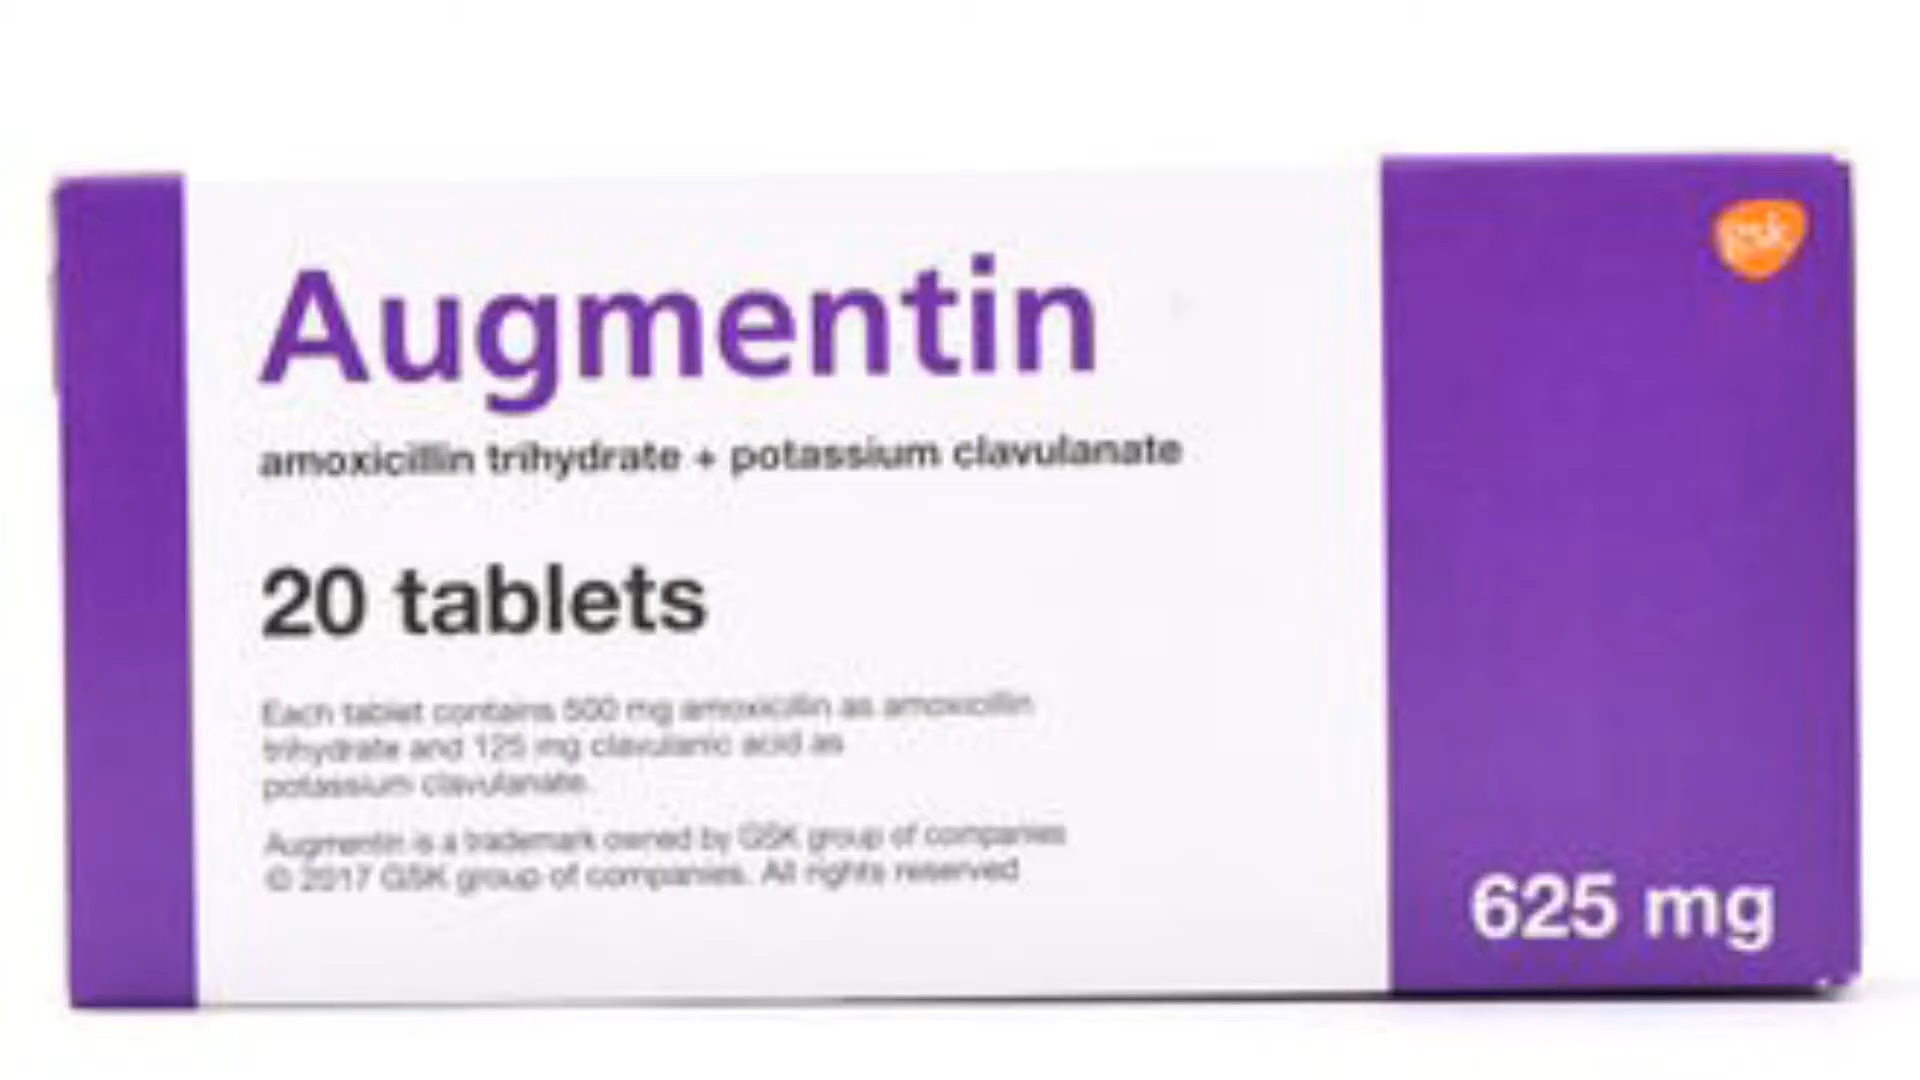 gsk
Augmentin
amoxicillin trihydrate + potassium clavulanate
20 tablets
Each tablet contains 500 mg amoxicillin as amoxicillin
trihydrate and 125 mg clavulanic acid as
potassium clavulanate.
Augmentin is a trademark owned by GSK group of companies
© 2017 GSK group of companies. All rights reserved
625 mg